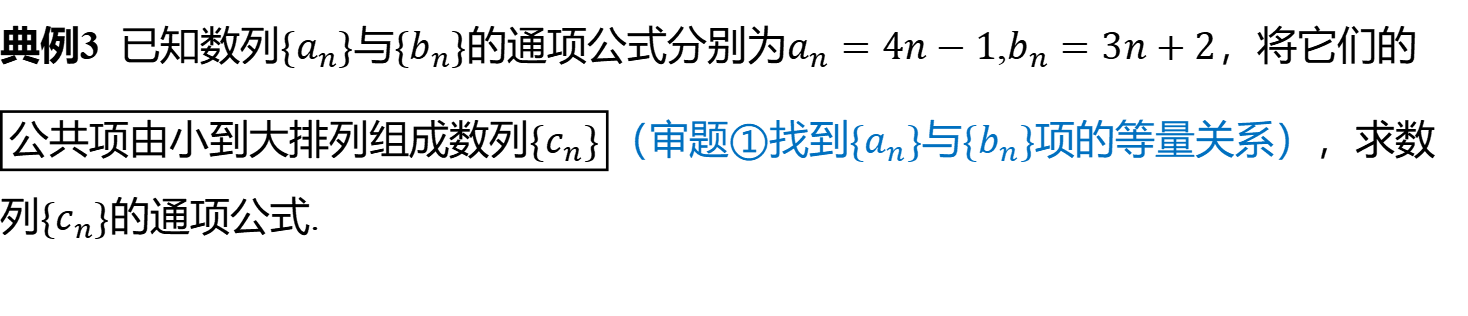 典例3 已知数列{aₙ}与{bₙ}的通项公式分别为aₙ = 4n − 1,bₙ = 3n + 2，将它们的
公共项由小到大排列组成数列{cₙ}（审题①找到{aₙ}与{bₙ}项的等量关系），求数
列{cₙ}的通项公式.